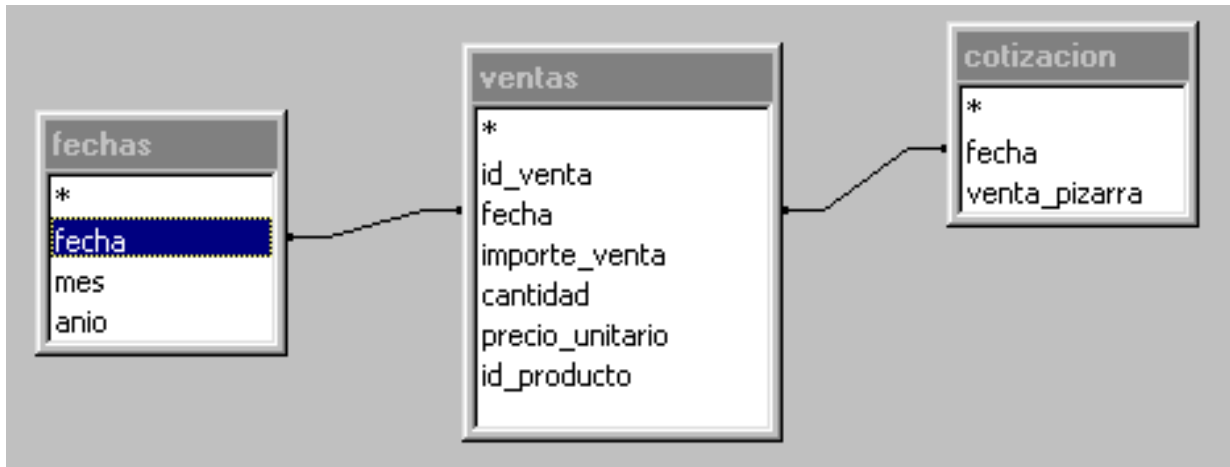 fechas
*
fecha
mes
anio
ventas
*
id_venta
fecha
importe_venta
cantidad
precio_unitario
id_producto
cotizacion
*
fecha
venta_pizarra